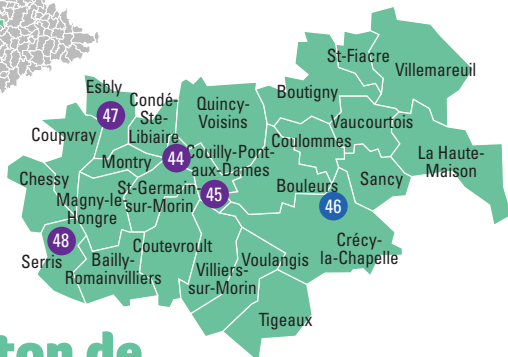 St-Fiacre
Villemareuil
Esbly
Boutigny
Condé-
Ste-
Libiaire
Quincy-
Voisins
47
Vaucourtois
Coupvray
Coulommes
Montry
44
Couilly-Pont-
aux-Dames
La Haute-
Maison
Chessy
St-Germain-
sur-Morin
45
Bouleurs
Sancy
Magny-le-
Hongre
46
48
Serris
Coutevroult
Crécy-
la-Chapelle
Bailly-
Romainvilliers
Voulangis
Villiers-
sur-Morin
Tigeaux
ton de